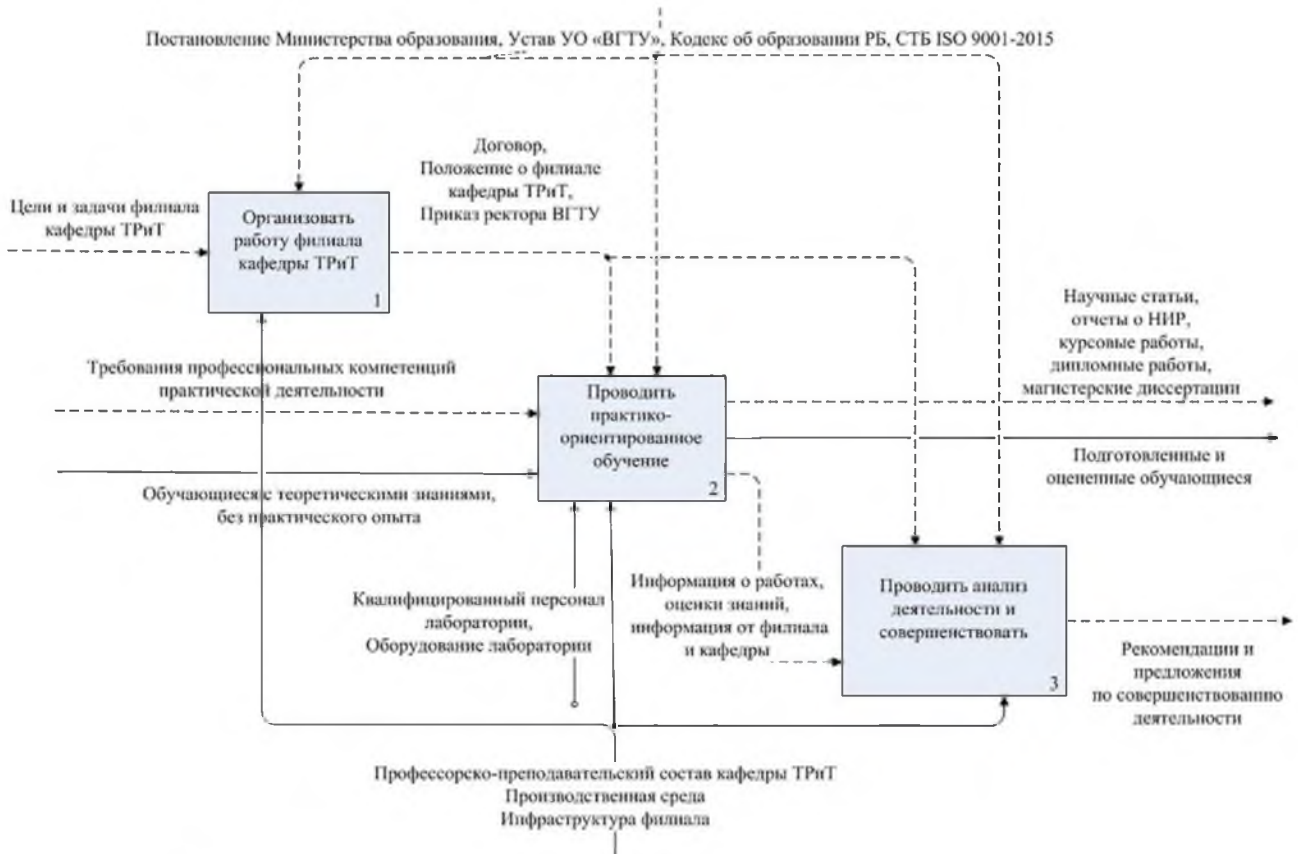 Постановление Министерства образования, Устав УО «ВГТУ», Кодекс об образовании РБ, СТБ ISO 9001-2015
Договор,
Положение о филиале
кафедры ТРиТ,
Приказ ректора ВГТУ
Цели и задачи филиала
кафедры ТРиТ
Организовать
работу филиала
кафедры ТРиТ
1
Научные статьи,
отчеты о НИР,
курсовые работы,
дипломные работы,
магистерские диссертации
Требования профессиональных компетенций
практической деятельности
Проводить
практико-
ориентированное
обучение
2
Подготовленные и
оцененные обучающиеся
Обучающиеся с теоретическими знаниями,
без практического опыта
Квалифицированный персонал
лаборатории,
Оборудование лаборатории
Информация о работах,
оценки знаний,
информация от филиала
и кафедры
Проводить анализ
деятельности и
совершенствовать
3
Рекомендации и
предложения
по совершенствованию
деятельности
Профессорско-преподавательский состав кафедры ТРиТ
Производственная среда
Инфраструктура филиала